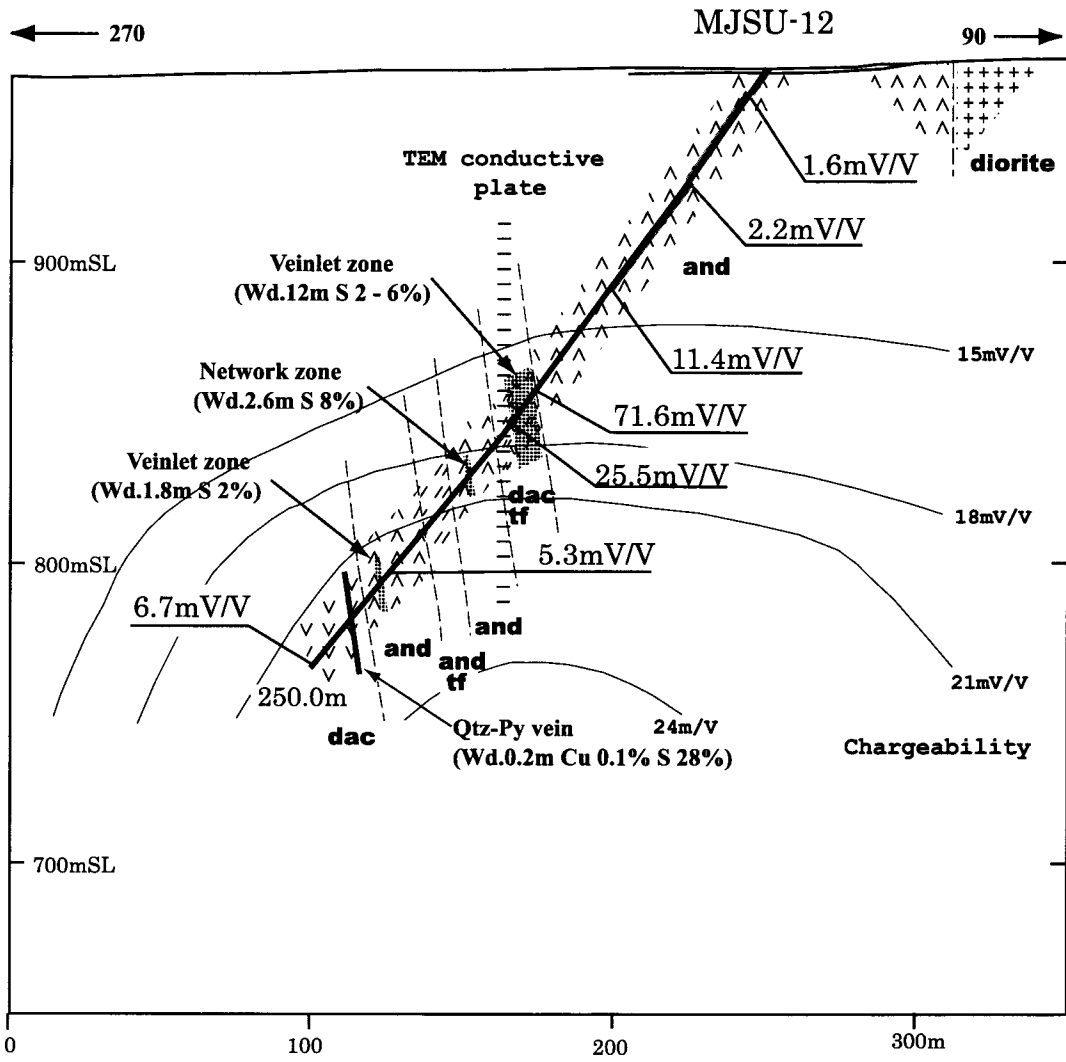 MJSU-12
270
90
TEM conductive
plate
1.6mV/V
diorite
2.2mV/V
900mSL
Veinlet zone
(Wd.12m S 2 - 6%)
and
11.4mV/V
15mV/V
Network zone
(Wd.2.6m S 8%)
71.6mV/V
25.5mV/V
Veinlet zone
(Wd.1.8m S 2%)
dac
tf
18mV/V
800mSL
5.3mV/V
6.7mV/V
and
and
and
tf
21mV/V
250.0m
dac
Qtz-Py vein
(Wd.0.2m Cu 0.1% S 28%)
24m/V
Chargeability
700mSL
0
100
200
300m